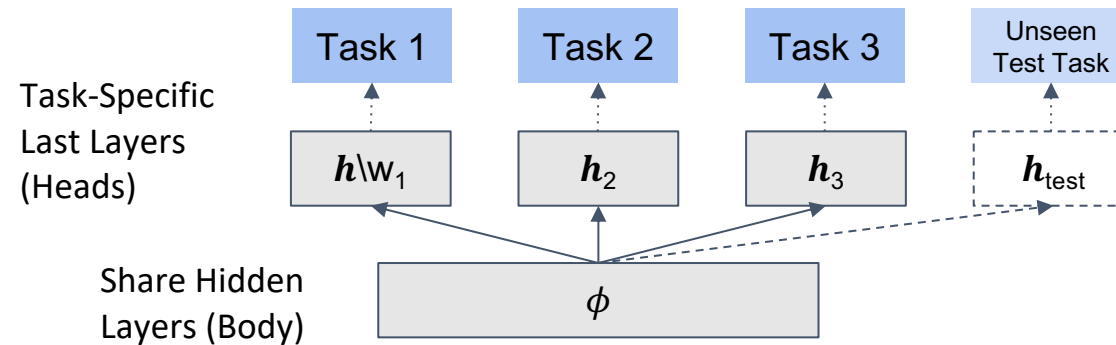 Task 1
Task 2
Task 3
Unseen
Test Task
Task-Specific
Last Layers
(Heads)
h\w₁
h₂
h₃
h_test
Share Hidden
Layers (Body)
ϕ